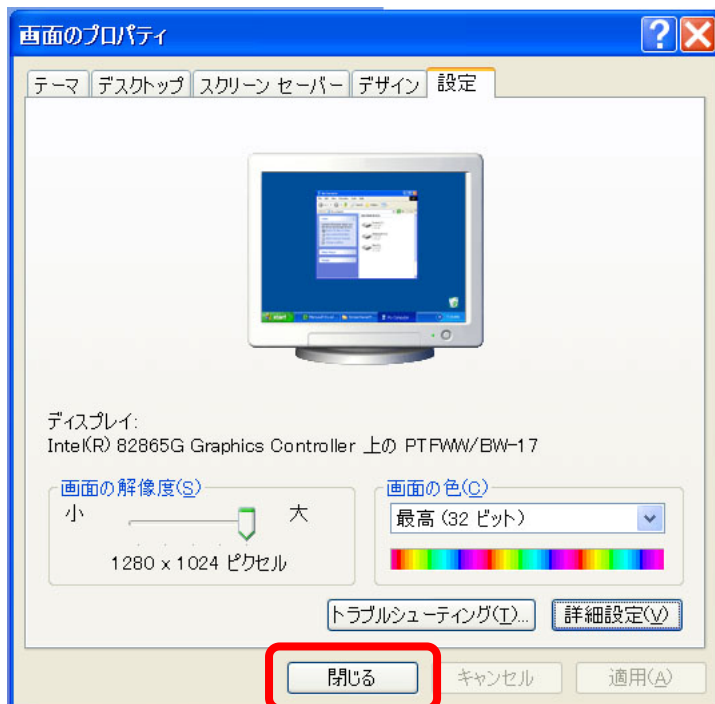 画面のプロパティ
テーマ デスクトップ スクリーン セーバー デザイン 設定
ディスプレイ:
Intel(R) 82865G Graphics Controller 上の PTFWW/BW-17
画面の解像度(S) 画面の色(C)
小 大 最高 (32 ビット)
1280 x 1024 ピクセル
トラブルシューティング(T)... 詳細設定(V)
閉じる キャンセル 適用(A)